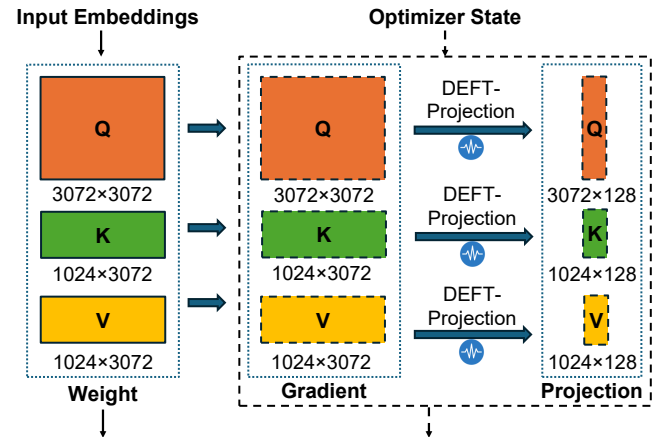 Input Embeddings
Optimizer State
Q
3072×3072
K
1024×3072
V
1024×3072
Weight
Q
3072×3072
K
1024×3072
V
1024×3072
Gradient
DEFT-
Projection
DEFT-
Projection
DEFT-
Projection
Q
3072×128
K
1024×128
V
1024×128
Projection